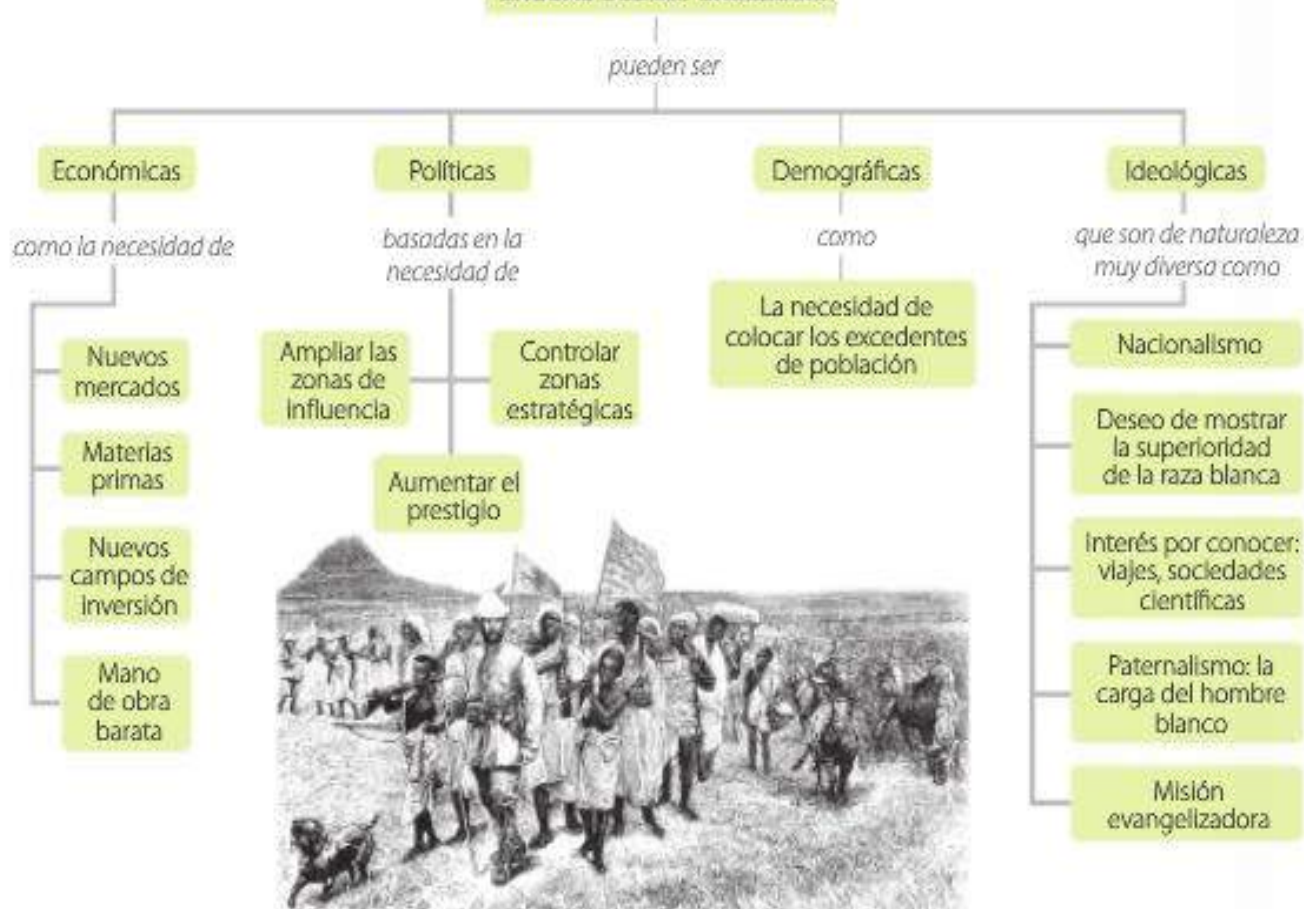 pueden ser
Económicas
como la necesidad de
Nuevos
mercados
Materias
primas
Nuevos
campos de
inversión
Mano
de obra
barata
Políticas
basadas en la
necesidad de
Ampliar las
zonas de
influencia
Controlar
zonas
estratégicas
Aumentar el
prestigio
Demográficas
como
La necesidad de
colocar los excedentes
de población
Ideológicas
que son de naturaleza
muy diversa como
Nacionalismo
Deseo de mostrar
la superioridad
de la raza blanca
Interés por conocer:
viajes, sociedades
científicas
Paternalismo: la
carga del hombre
blanco
Misión
evangelizadora